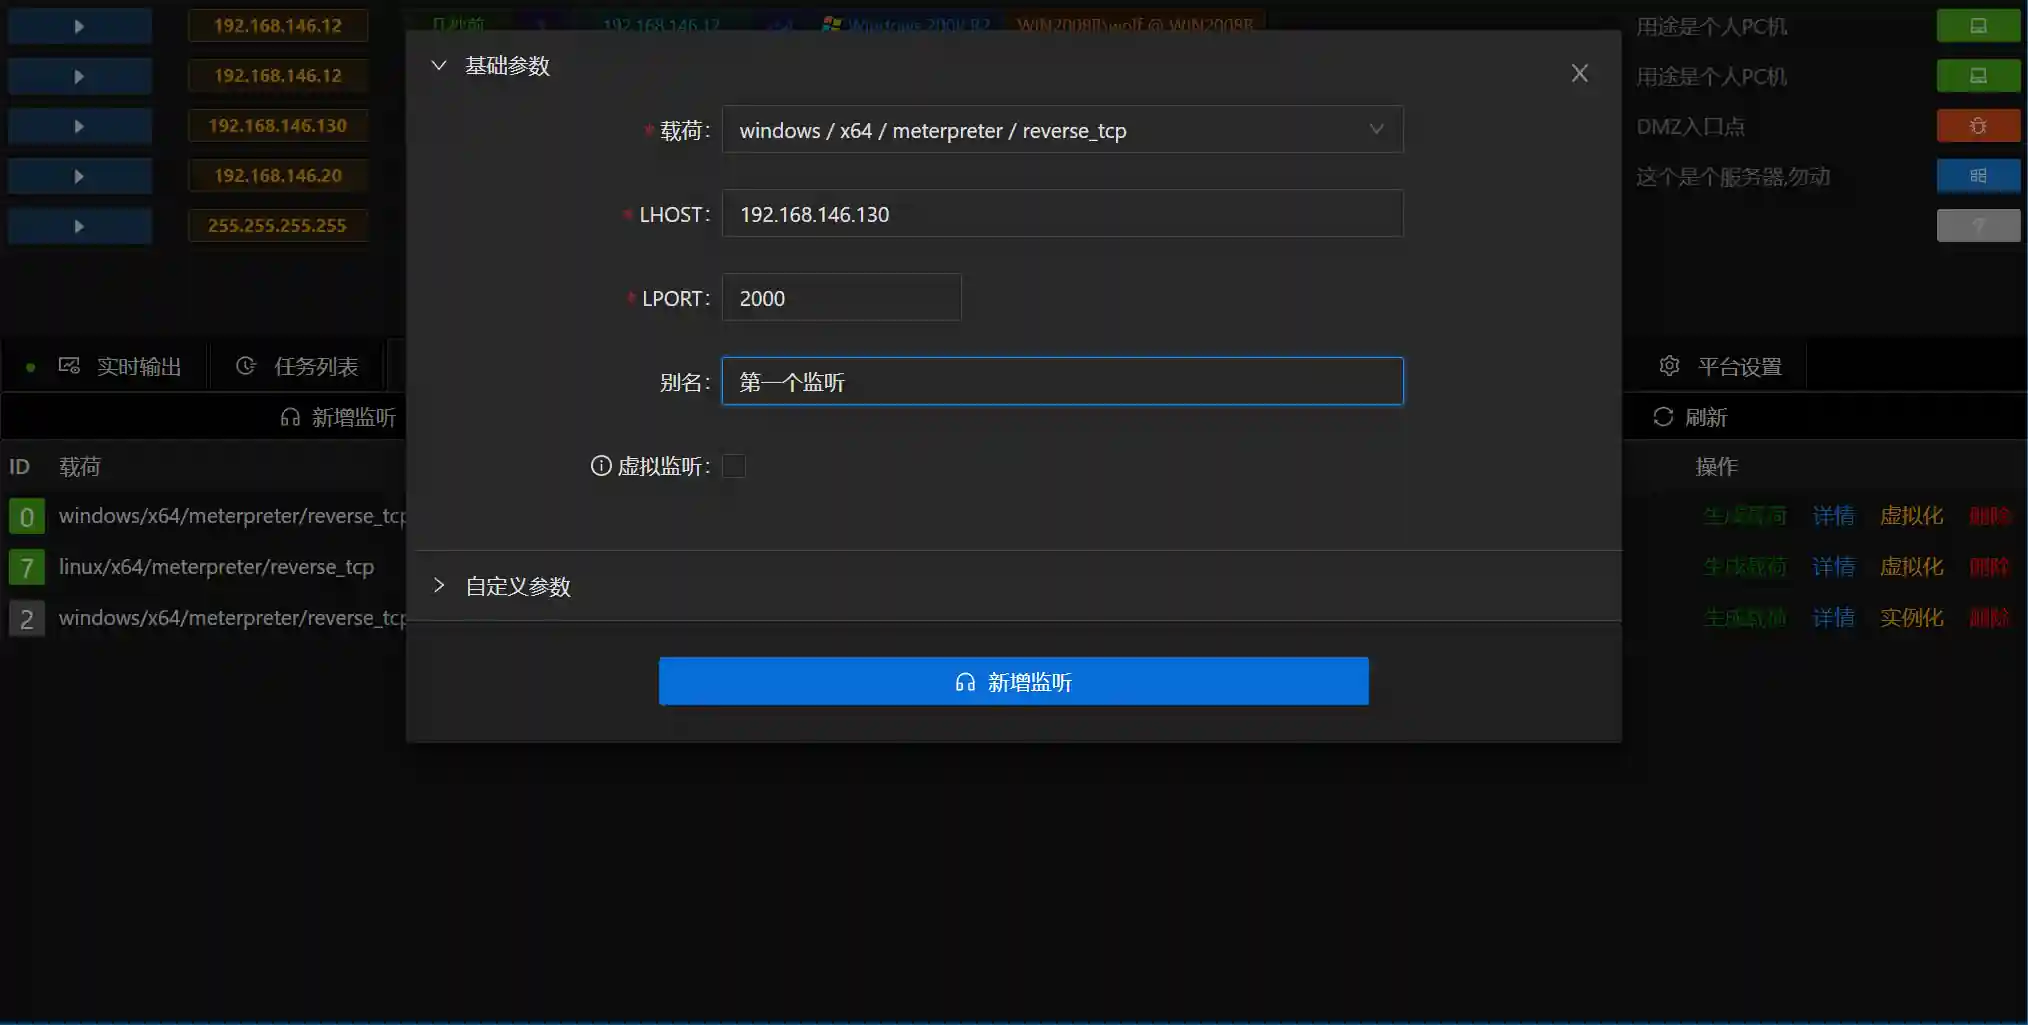 192.168.146.12
几秒前
192.168.146.12
Windows 2008 R2
WIN2008B\wolf @ WIN2008B
用途是个人PC机
192.168.146.12
用途是个人PC机
192.168.146.130
DMZ入口点
192.168.146.20
这个是个服务器,勿动
255.255.255.255
?
基础参数
* 载荷: windows / x64 / meterpreter / reverse_tcp
* LHOST: 192.168.146.130
* LPORT: 2000
别名: 第一个监听
虚拟监听:
自定义参数
新增监听
实时输出
任务列表
平台设置
新增监听
刷新
ID 载荷 操作
0 windows/x64/meterpreter/reverse_tcp 生成载荷 详情 虚拟化 删除
7 linux/x64/meterpreter/reverse_tcp 生成载荷 详情 虚拟化 删除
2 windows/x64/meterpreter/reverse_tcp 生成载荷 详情 实例化 删除